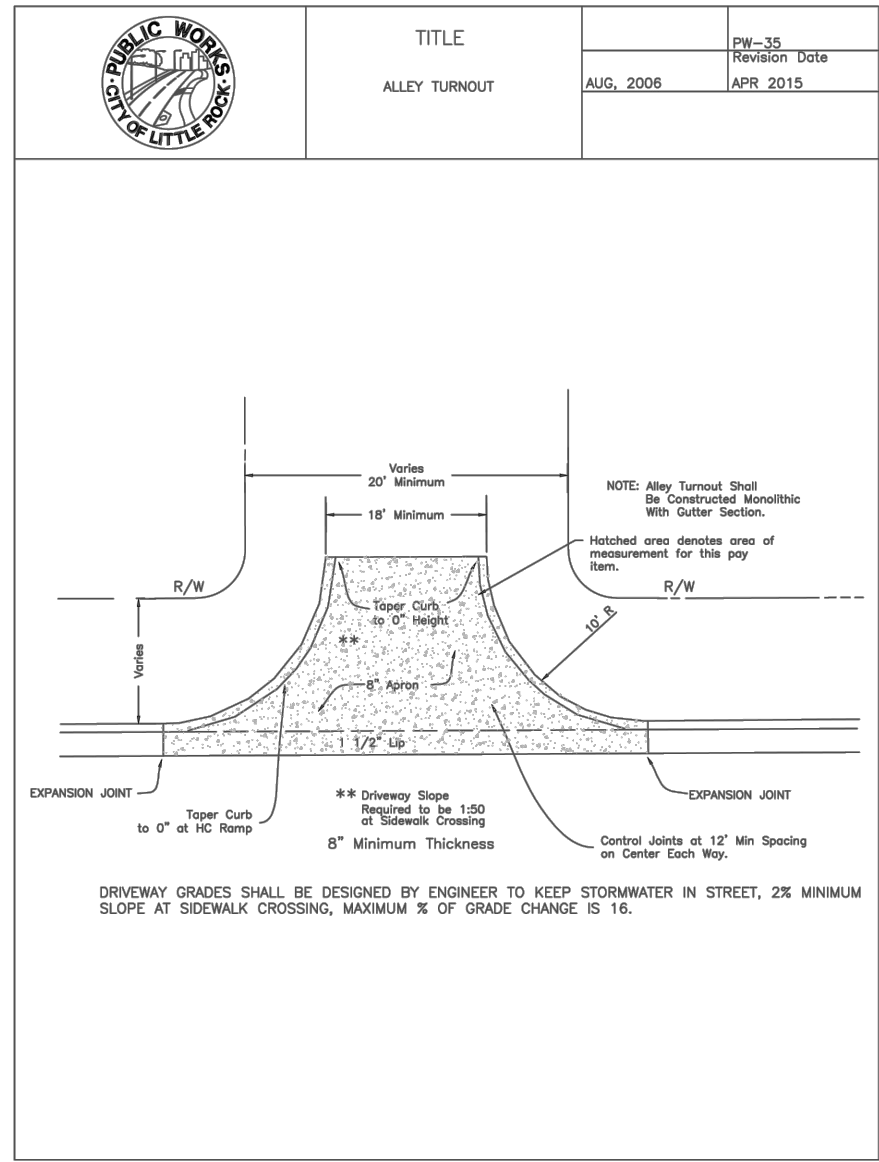 PUBLIC WORKS
CITY OF LITTLE ROCK
TITLE
ALLEY TURNOUT
PW-35
Revision Date
AUG, 2006
APR 2015
Varies
20' Minimum
18' Minimum
NOTE: Alley Turnout Shall
Be Constructed Monolithic
With Gutter Section.
Hatched area denotes area of
measurement for this pay
item.
R/W
R/W
Taper Curb
to 0" Height
10' R
**
Varies
8" Apron
1 1/2" Lip
EXPANSION JOINT
EXPANSION JOINT
** Driveway Slope
Required to be 1:50
at Sidewalk Crossing
Taper Curb
to 0" at HC Ramp
8" Minimum Thickness
Control Joints at 12' Min Spacing
on Center Each Way.
DRIVEWAY GRADES SHALL BE DESIGNED BY ENGINEER TO KEEP STORMWATER IN STREET, 2% MINIMUM
SLOPE AT SIDEWALK CROSSING, MAXIMUM % OF GRADE CHANGE IS 16.